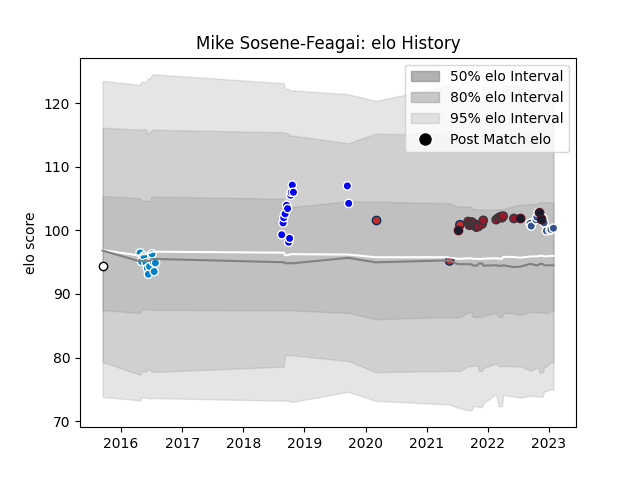 Mike Sosene-Feagai: elo History
50% elo Interval
80% elo Interval
95% elo Interval
Post Match elo
elo score
120
110
100
90
80
70
2016 2017 2018 2019 2020 2021 2022 2023